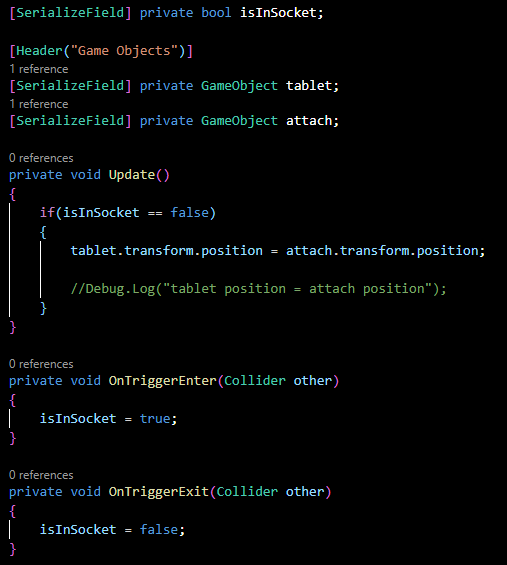 [SerializeField] private bool isInSocket;
[Header("Game Objects")]
1 reference
[SerializeField] private GameObject tablet;
1 reference
[SerializeField] private GameObject attach;
0 references
private void Update()
{
if(isInSocket == false)
{
tablet.transform.position = attach.transform.position;
//Debug.Log("tablet position = attach position");
}
}
0 references
private void OnTriggerEnter(Collider other)
{
isInSocket = true;
}
0 references
private void OnTriggerExit(Collider other)
{
isInSocket = false;
}